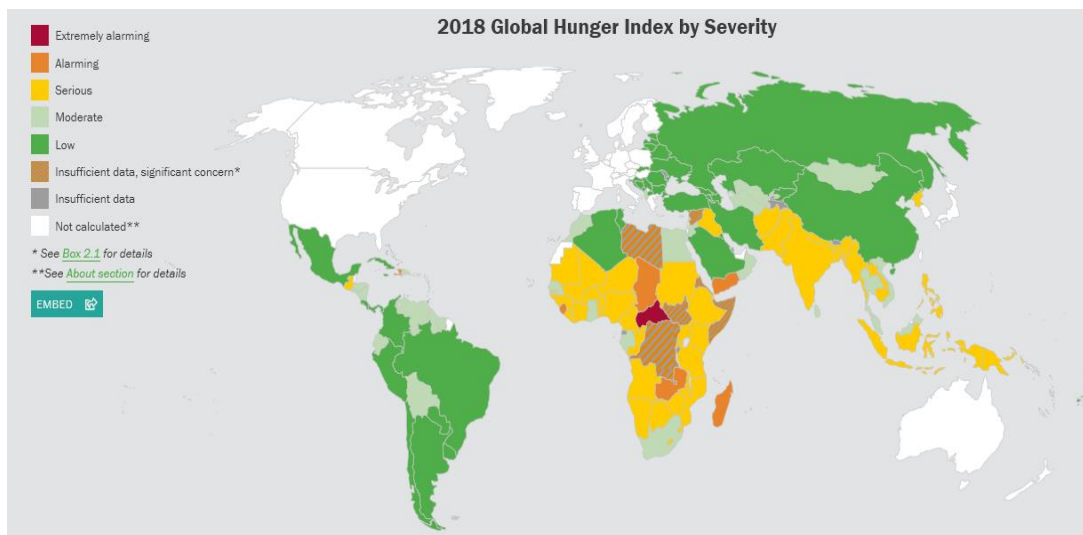 2018 Global Hunger Index by Severity
Extremely alarming
Alarming
Serious
Moderate
Low
Insufficient data, significant concern*
Insufficient data
Not calculated**
* See Box 2.1 for details
**See About section for details
EMBED